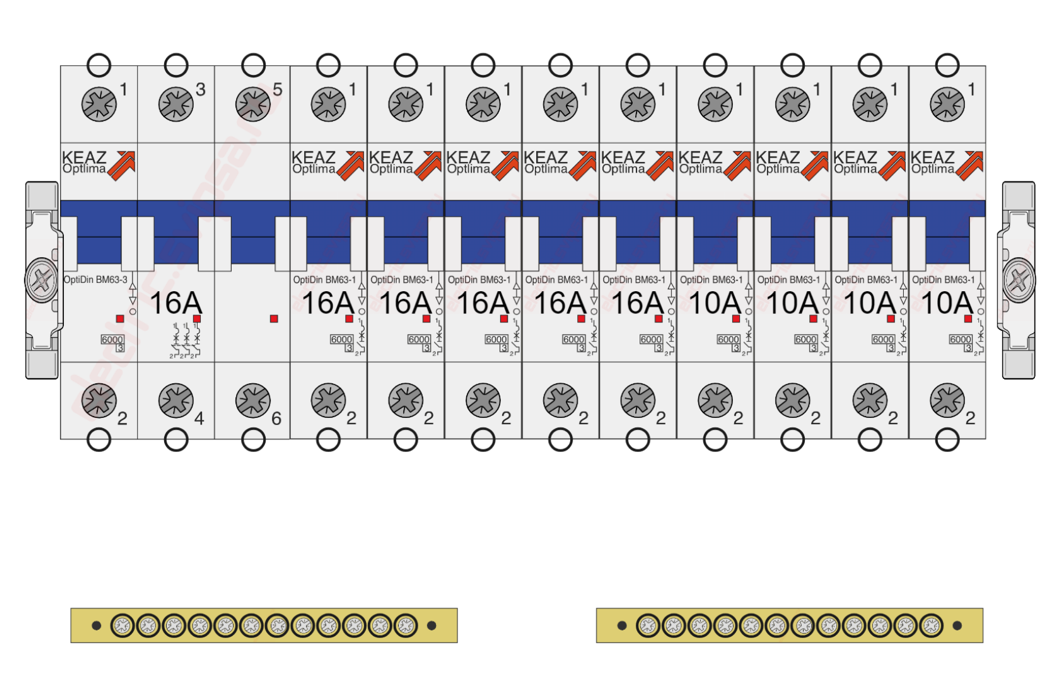 1 3 5 1 1 1 1 1 1 1 1 1
KEAZ KEAZ KEAZ KEAZ KEAZ KEAZ KEAZ KEAZ KEAZ KEAZ
Optlima Optlima Optlima Optlima Optlima Optlima Optlima Optlima Optlima Optlima
OptiDin BM63-3 OptiDin BM63-1 OptiDin BM63-1 OptiDin BM63-1 OptiDin BM63-1 OptiDin BM63-1 OptiDin BM63-1 OptiDin BM63-1 OptiDin BM63-1 OptiDin BM63-1
16A 16A 16A 16A 16A 16A 10A 10A 10A 10A
6000 6000 6000 6000 6000 6000 6000 6000 6000 6000
3 3 3 3 3 3 3 3 3 3
2 4 6 2 2 2 2 2 2 2 2 2